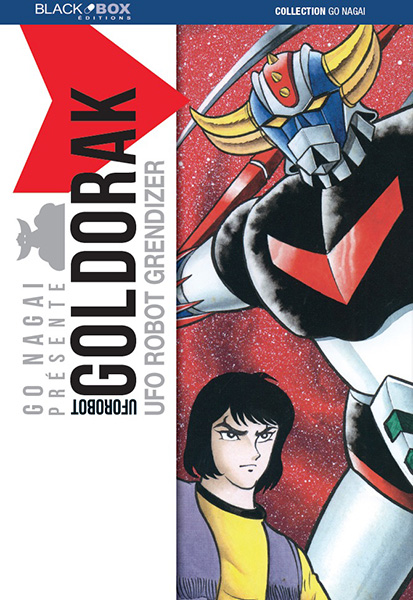 BLACK BOX
ÉDITIONS
COLLECTION GO NAGAI
GO NAGAI
PRÉSENTE
UFOROBOT
GOLDORAK
UFO ROBOT GRENDIZER